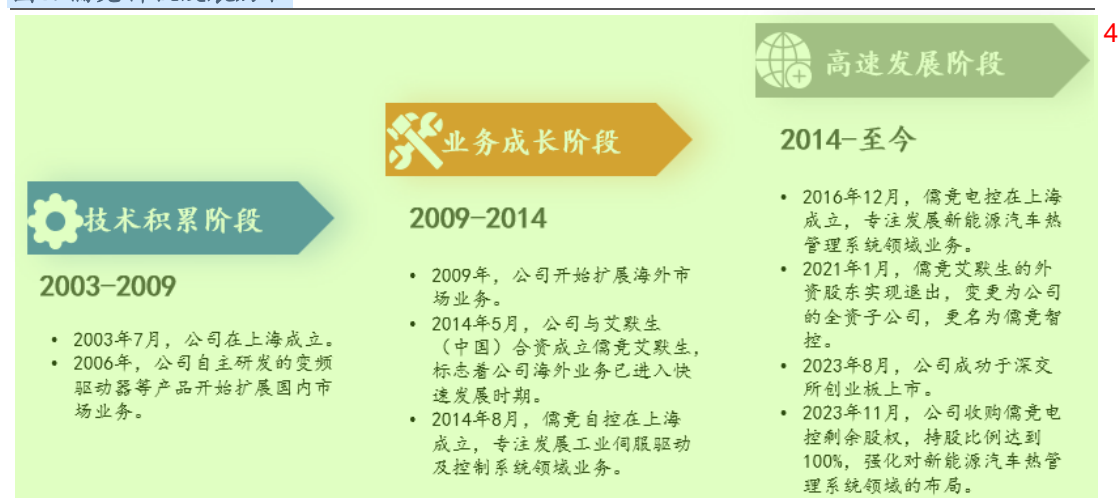 4
技术积累阶段
2003-2009
• 2003年7月，公司在上海成立。
• 2006年，公司自主研发的变频
驱动器等产品开始扩展国内市
场业务。
业务成长阶段
2009-2014
• 2009年，公司开始扩展海外市
场业务。
• 2014年5月，公司与艾默生
（中国）合资成立儒竞艾默生，
标志着公司海外业务已进入快
速发展时期。
• 2014年8月，儒竞自控在上海
成立，专注发展工业伺服驱动
及控制系统领域业务。
高速发展阶段
2014-至今
• 2016年12月，儒竞电控在上海
成立，专注发展新能源汽车热
管理系统领域业务。
• 2021年1月，儒竞艾默生的外
资股东实现退出，变更为公司
的全资子公司，更名为儒竞智
控。
• 2023年8月，公司成功于深交
所创业板上市。
• 2023年11月，公司收购儒竞电
控剩余股权，持股比例达到
100%，强化对新能源汽车热管
理系统领域的布局。